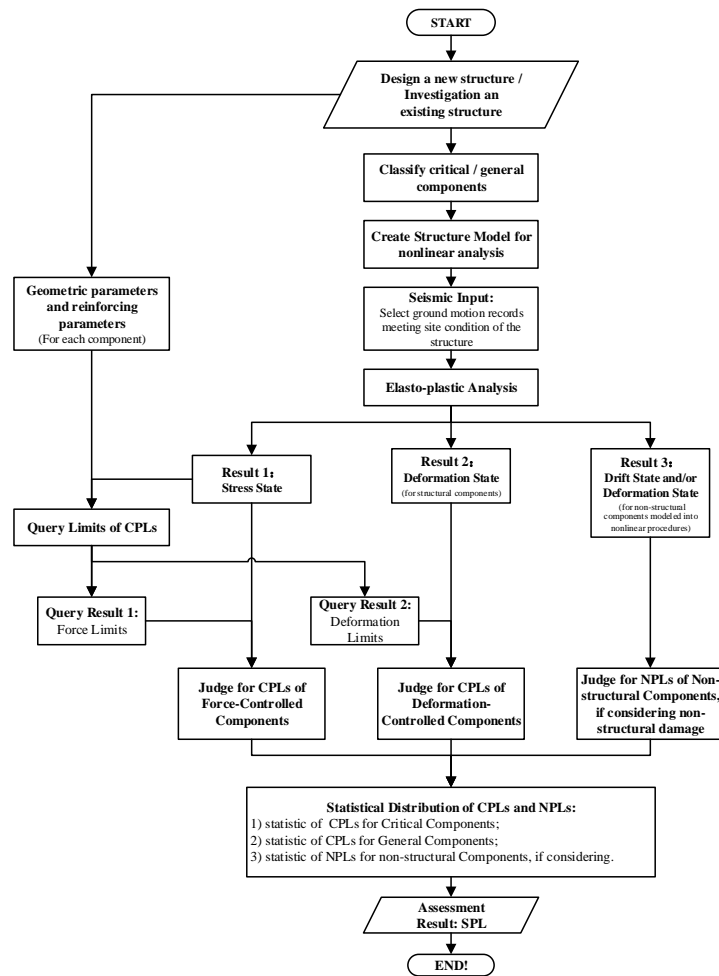 START
Design a new structure /
Investigation an
existing structure
Classify critical / general
components
Create Structure Model for
nonlinear analysis
Geometric parameters
and reinforcing
parameters
(For each component)
Seismic Input:
Select ground motion records
meeting site condition of the
structure
Elasto-plastic Analysis
Result 1:
Stress State
Result 2:
Deformation State
(for structural components)
Result 3:
Drift State and/or
Deformation State
(for non-structural
components modeled into
nonlinear procedures)
Query Limits of CPLs
Query Result 1:
Force Limits
Query Result 2:
Deformation
Limits
Judge for CPLs of
Force-Controlled
Components
Judge for CPLs of
Deformation-
Controlled Components
Judge for NPLs of Non-
structural Components,
if considering non-
structural damage
Statistical Distribution of CPLs and NPLs:
1) statistic of CPLs for Critical Components;
2) statistic of CPLs for General Components;
3) statistic of NPLs for non-structural Components, if considering.
Assessment
Result: SPL
END!